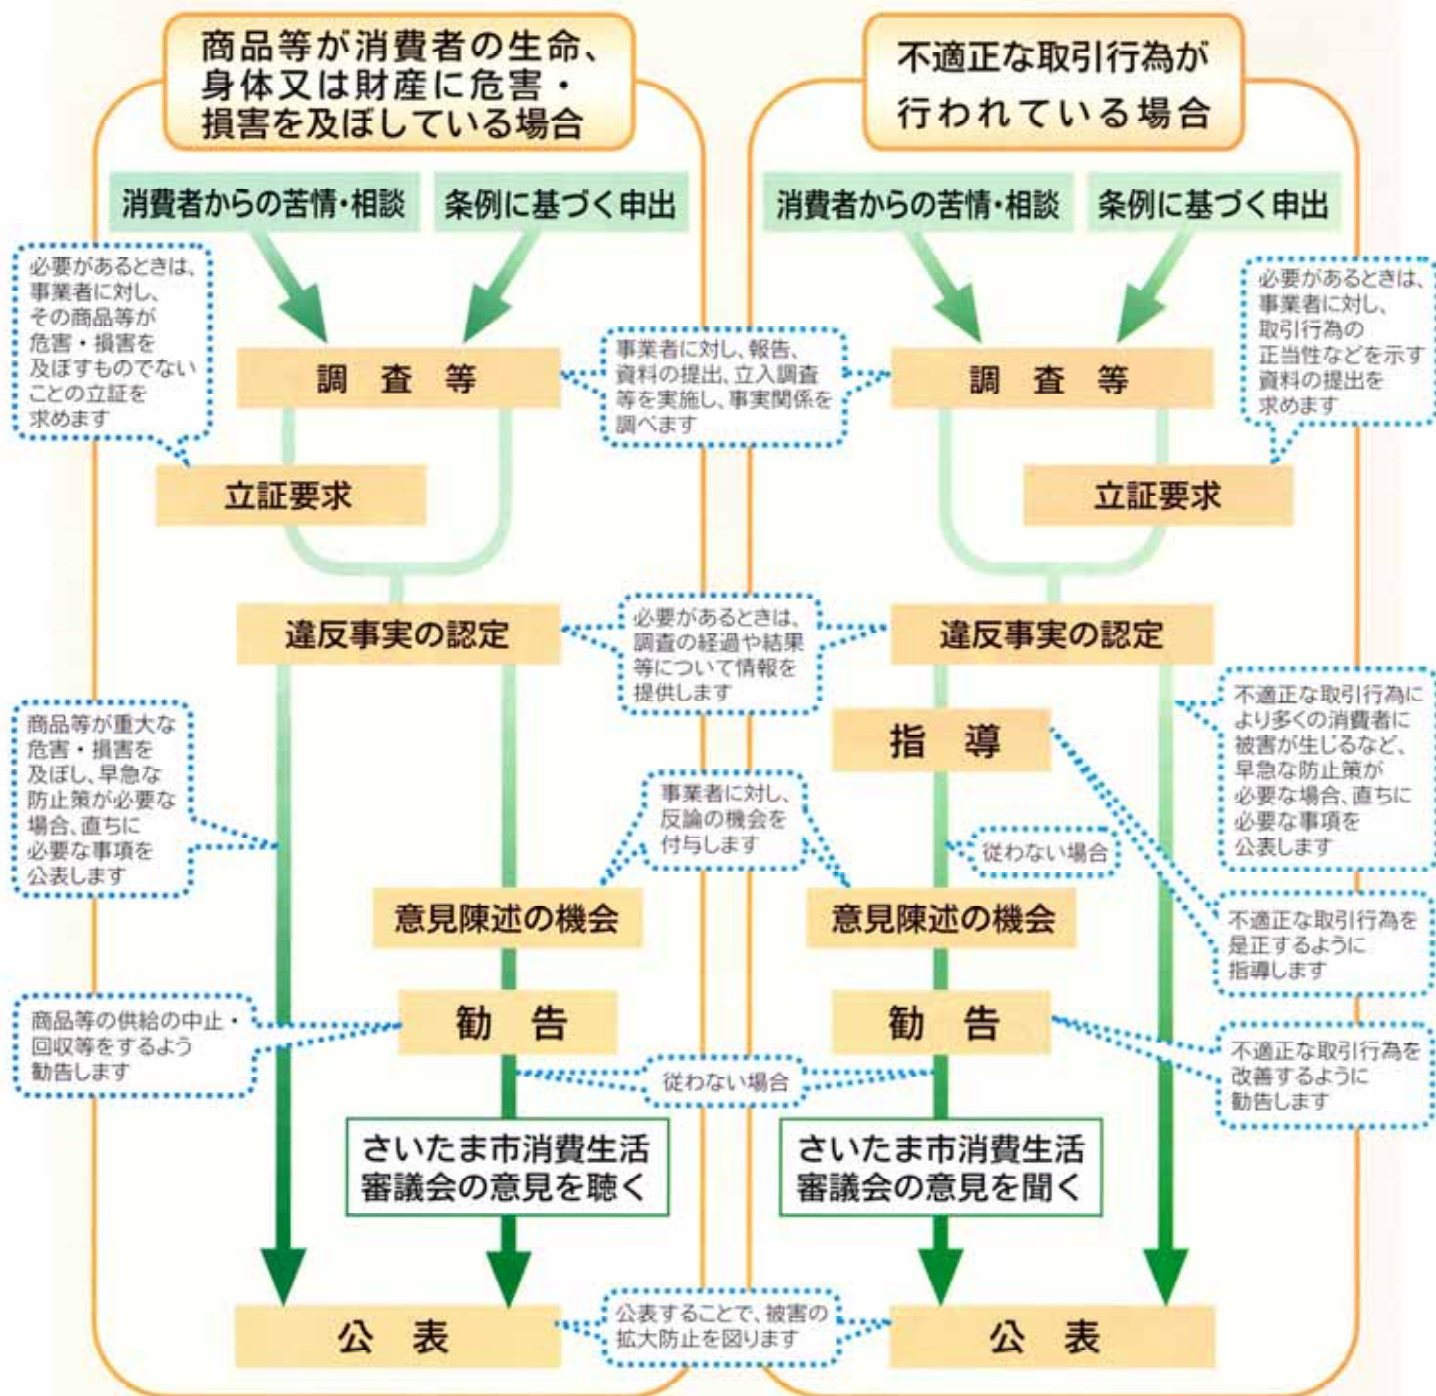 商品等が消費者の生命、
身体又は財産に危害・
損害を及ぼしている場合
消費者からの苦情・相談
条例に基づく申出
必要があるときは、
事業者に対し、
その商品等が
危害・損害を
及ぼすものでない
ことの立証を
求めます
調査等
立証要求
違反事実の認定
商品等が重大な
危害・損害を
及ぼし、早急な
防止策が必要な
場合、直ちに
必要な事項を
公表します
意見陳述の機会
商品等の供給の中止・
回収等をするよう
勧告します
勧告
さいたま市消費生活
審議会の意見を聴く
公表
事業者に対し、報告、
資料の提出、立入調査
等を実施し、事実関係を
調べます
必要があるときは、
調査の経過や結果
等について情報を
提供します
事業者に対し、
反論の機会を
付与します
従わない場合
公表することで、被害の
拡大防止を図ります
不適正な取引行為が
行われている場合
消費者からの苦情・相談
条例に基づく申出
必要があるときは、
事業者に対し、
取引行為の
正当性などを示す
資料の提出を
求めます
調査等
立証要求
違反事実の認定
指導
不適正な取引行為に
より多くの消費者に
被害が生じるなど、
早急な防止策が
必要な場合、直ちに
必要な事項を
公表します
従わない場合
意見陳述の機会
不適正な取引行為を
是正するように
指導します
勧告
不適正な取引行為を
改善するように
勧告します
さいたま市消費生活
審議会の意見を聞く
公表